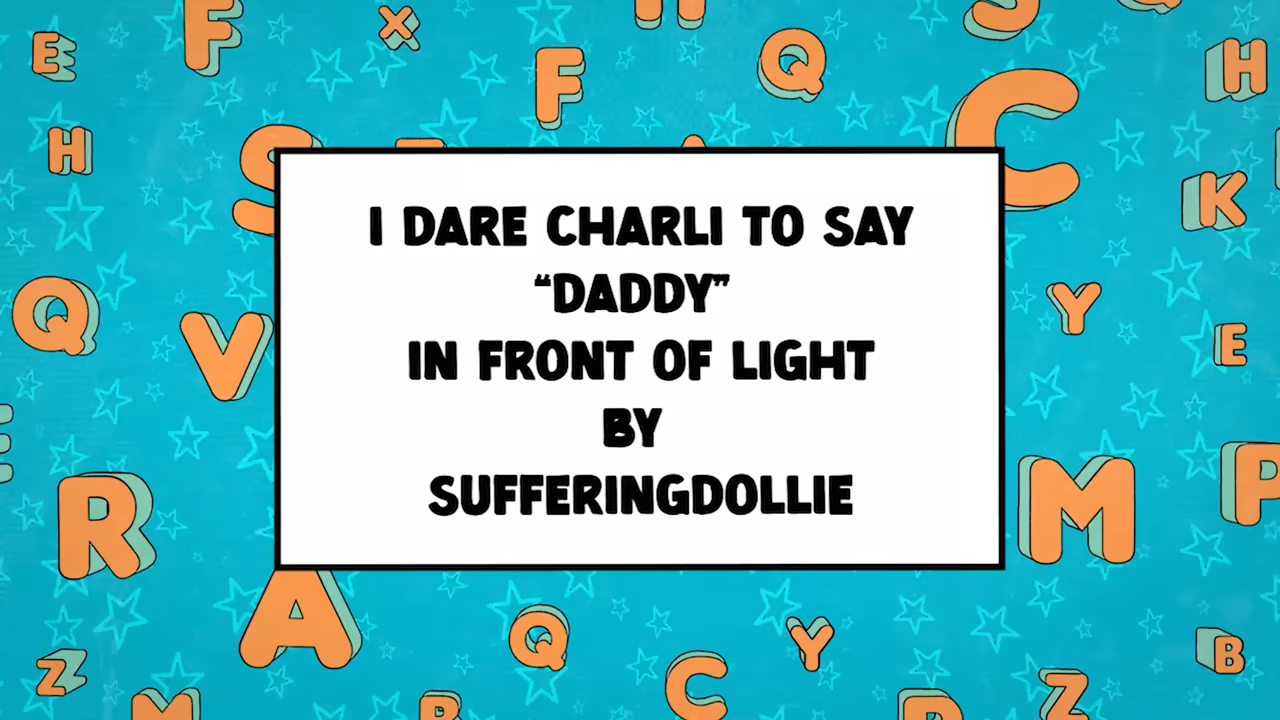 I DARE CHARLI TO SAY
“DADDY”
IN FRONT OF LIGHT
BY
SUFFERINGDOLLIE